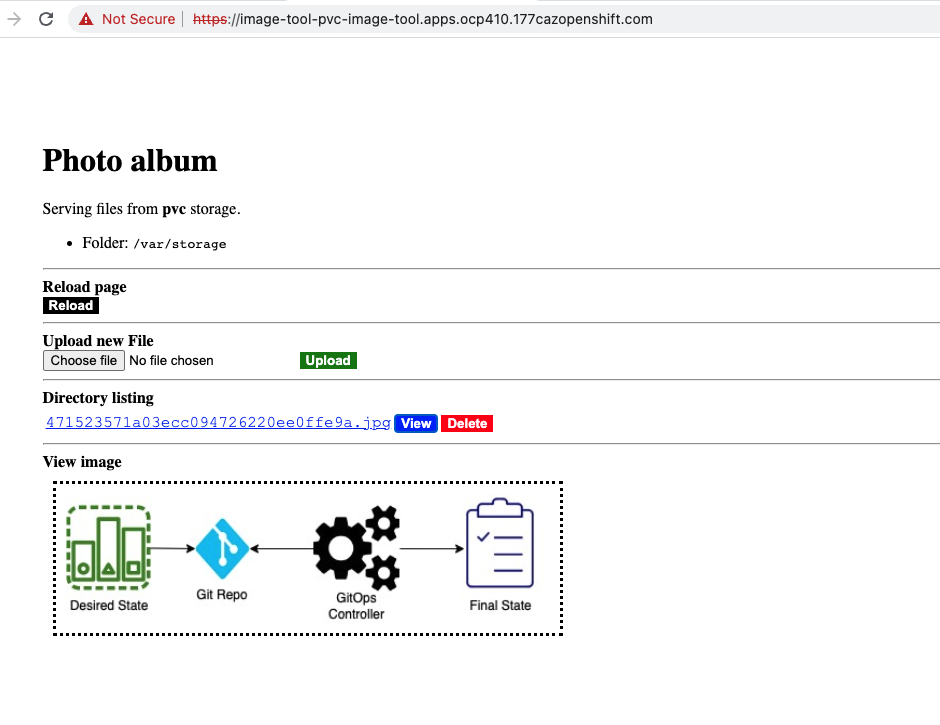 Not Secure | https://image-tool-pvc-image-tool.apps.ocp410.177cazopenshift.com
Photo album
Serving files from pvc storage.
• Folder: /var/storage
Reload page
Reload
Upload new File
Choose file No file chosen Upload
Directory listing
471523571a03ecc094726220ee0ffe9a.jpg View Delete
View image
Desired State
Git Repo
GitOps
Controller
Final State